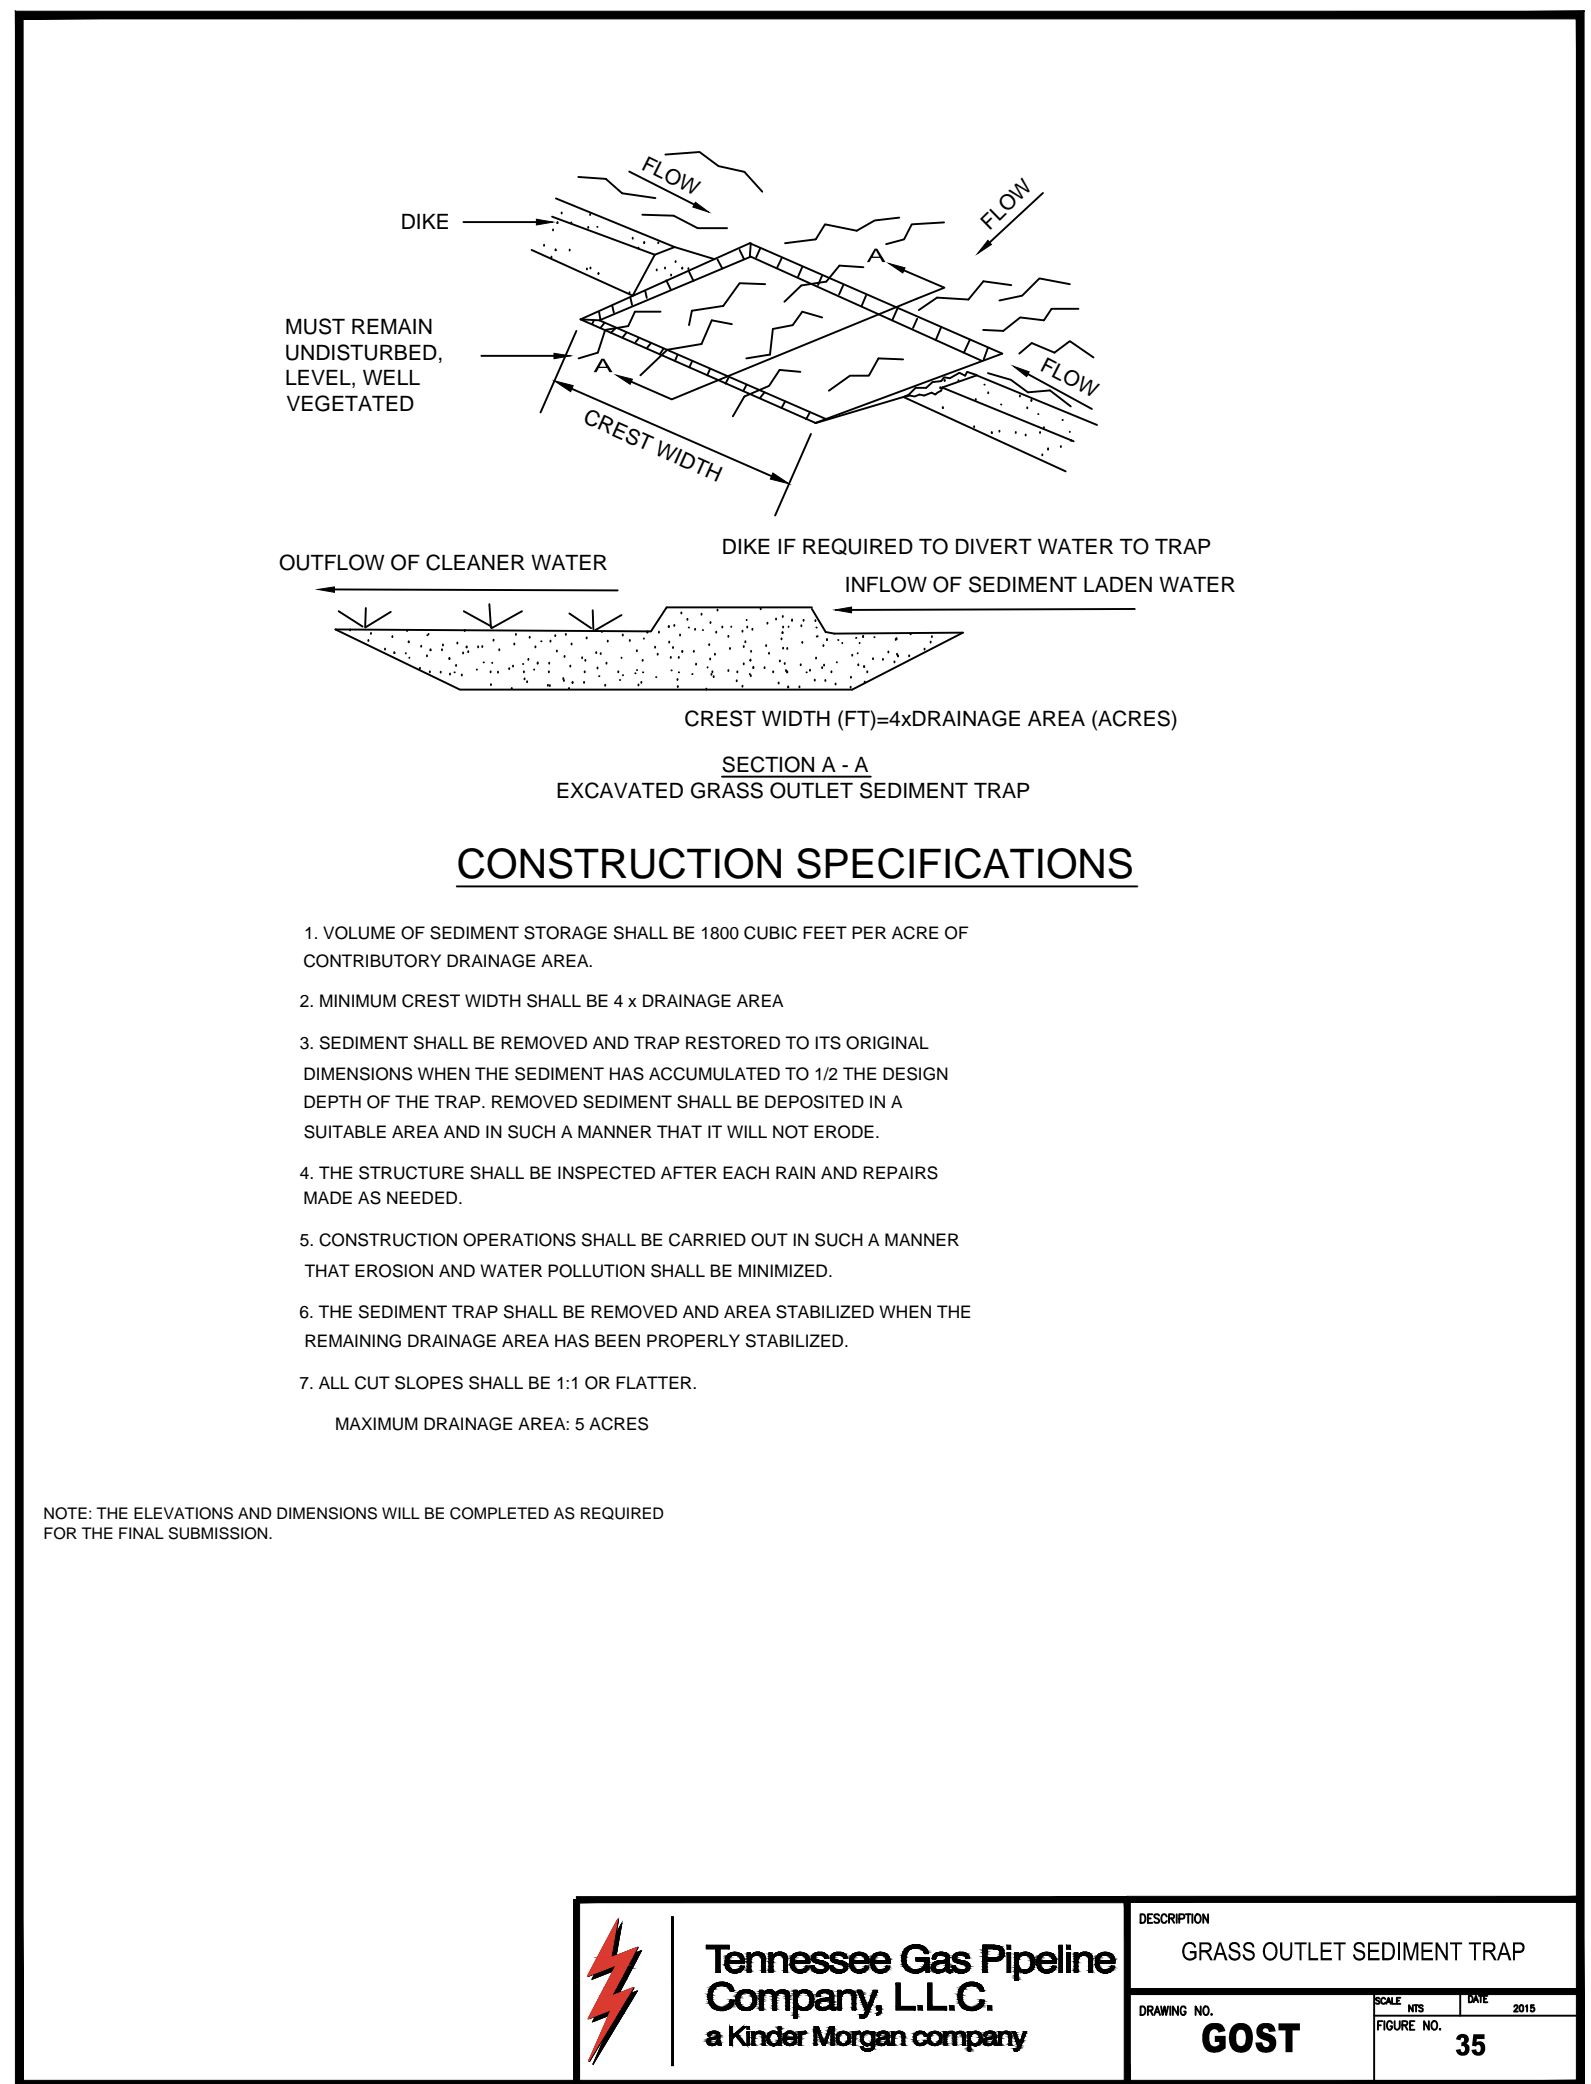 FLOW
FLOW
DIKE
A
MUST REMAIN
UNDISTURBED,
LEVEL, WELL
VEGETATED
A
FLOW
CREST WIDTH
DIKE IF REQUIRED TO DIVERT WATER TO TRAP
OUTFLOW OF CLEANER WATER
INFLOW OF SEDIMENT LADEN WATER
CREST WIDTH (FT)=4xDRAINAGE AREA (ACRES)
SECTION A - A
EXCAVATED GRASS OUTLET SEDIMENT TRAP
CONSTRUCTION SPECIFICATIONS
1. VOLUME OF SEDIMENT STORAGE SHALL BE 1800 CUBIC FEET PER ACRE OF
CONTRIBUTORY DRAINAGE AREA.
2. MINIMUM CREST WIDTH SHALL BE 4 x DRAINAGE AREA
3. SEDIMENT SHALL BE REMOVED AND TRAP RESTORED TO ITS ORIGINAL
DIMENSIONS WHEN THE SEDIMENT HAS ACCUMULATED TO 1/2 THE DESIGN
DEPTH OF THE TRAP. REMOVED SEDIMENT SHALL BE DEPOSITED IN A
SUITABLE AREA AND IN SUCH A MANNER THAT IT WILL NOT ERODE.
4. THE STRUCTURE SHALL BE INSPECTED AFTER EACH RAIN AND REPAIRS
MADE AS NEEDED.
5. CONSTRUCTION OPERATIONS SHALL BE CARRIED OUT IN SUCH A MANNER
THAT EROSION AND WATER POLLUTION SHALL BE MINIMIZED.
6. THE SEDIMENT TRAP SHALL BE REMOVED AND AREA STABILIZED WHEN THE
REMAINING DRAINAGE AREA HAS BEEN PROPERLY STABILIZED.
7. ALL CUT SLOPES SHALL BE 1:1 OR FLATTER.
MAXIMUM DRAINAGE AREA: 5 ACRES
NOTE: THE ELEVATIONS AND DIMENSIONS WILL BE COMPLETED AS REQUIRED
FOR THE FINAL SUBMISSION.
Tennessee Gas Pipeline
Company, L.L.C.
a Kinder Morgan company
DESCRIPTION
GRASS OUTLET SEDIMENT TRAP
DRAWING NO.
GOST
SCALE NTS
DATE 2015
FIGURE NO.
35